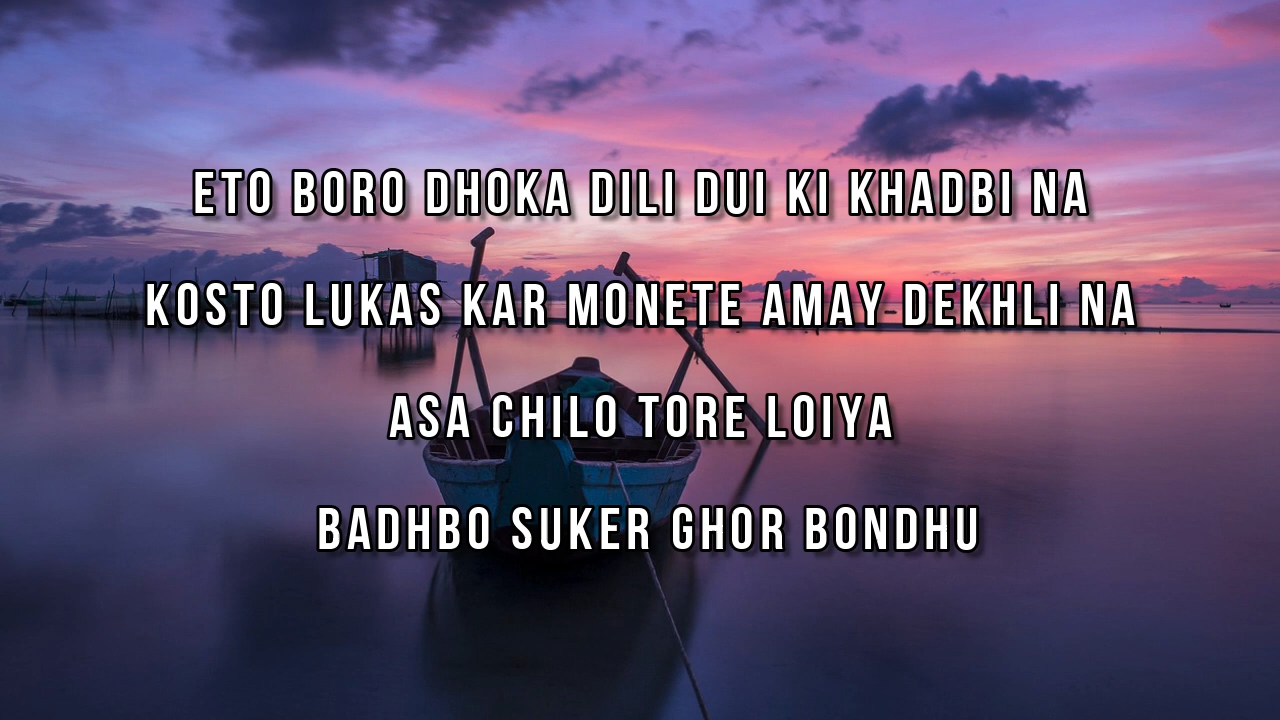 ETO BORO DHOKA DILI DUI KI KHADBI NA
KOSTO LUKAS KAR MONETE AMAY DEKHLI NA
ASA CHILO TORE LOIYA
BADHBO SUKER GHOR BONDHU